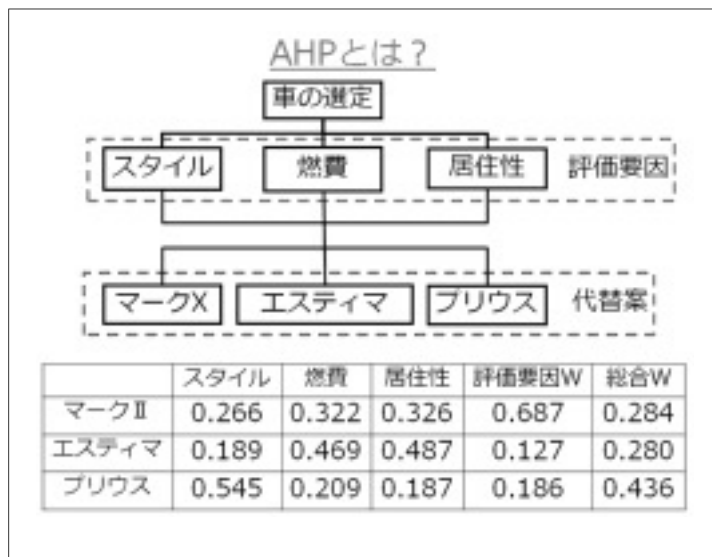 AHPとは？
車の選定
スタイル 燃費 居住性 評価要因
マークX エスティマ プリウス 代替案
スタイル 燃費 居住性 評価要因W 総合W
マークⅡ 0.266 0.322 0.326 0.687 0.284
エスティマ 0.189 0.469 0.487 0.127 0.280
プリウス 0.545 0.209 0.187 0.186 0.436